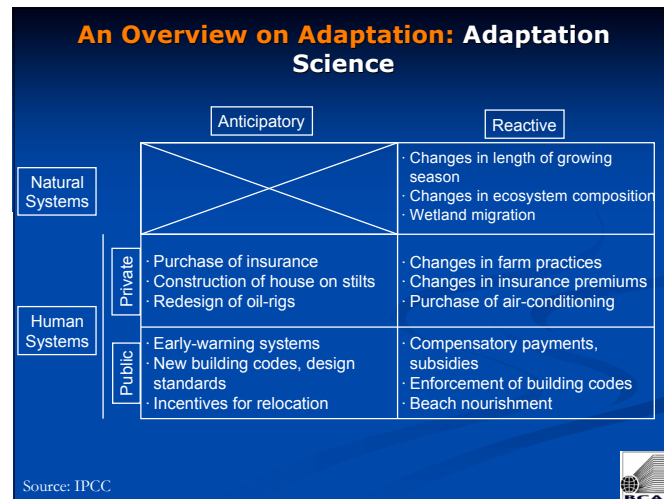 An Overview on Adaptation: Adaptation
Science
Anticipatory
Reactive
Natural
Systems
· Changes in length of growing
season
· Changes in ecosystem composition
· Wetland migration
Human
Systems
Private
· Purchase of insurance
· Construction of house on stilts
· Redesign of oil-rigs
· Changes in farm practices
· Changes in insurance premiums
· Purchase of air-conditioning
Public
· Early-warning systems
· New building codes, design
standards
· Incentives for relocation
· Compensatory payments,
subsidies
· Enforcement of building codes
· Beach nourishment
Source: IPCC